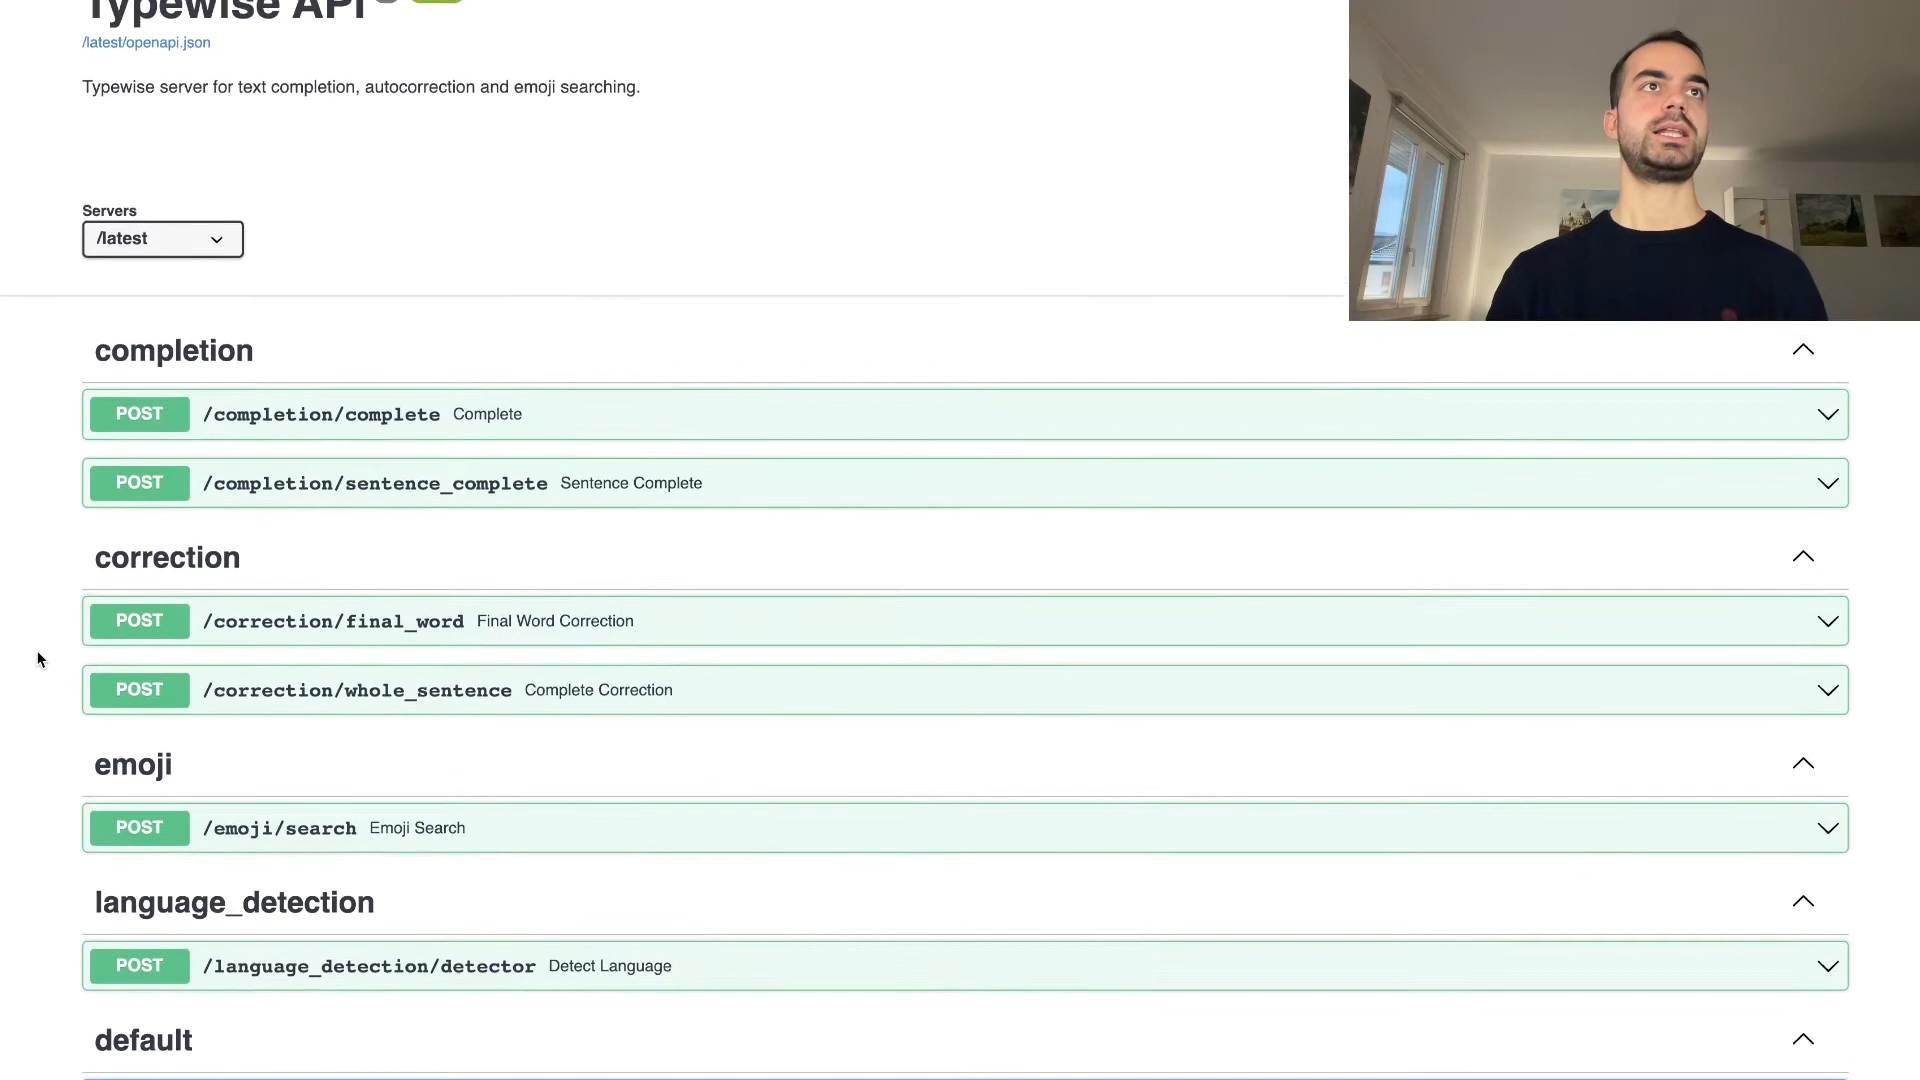 Typewise API
/latest/openapi.json
Typewise server for text completion, autocorrection and emoji searching.
Servers
/latest
completion
POST /completion/complete Complete
POST /completion/sentence_complete Sentence Complete
correction
POST /correction/final_word Final Word Correction
POST /correction/whole_sentence Complete Correction
emoji
POST /emoji/search Emoji Search
language_detection
POST /language_detection/detector Detect Language
default